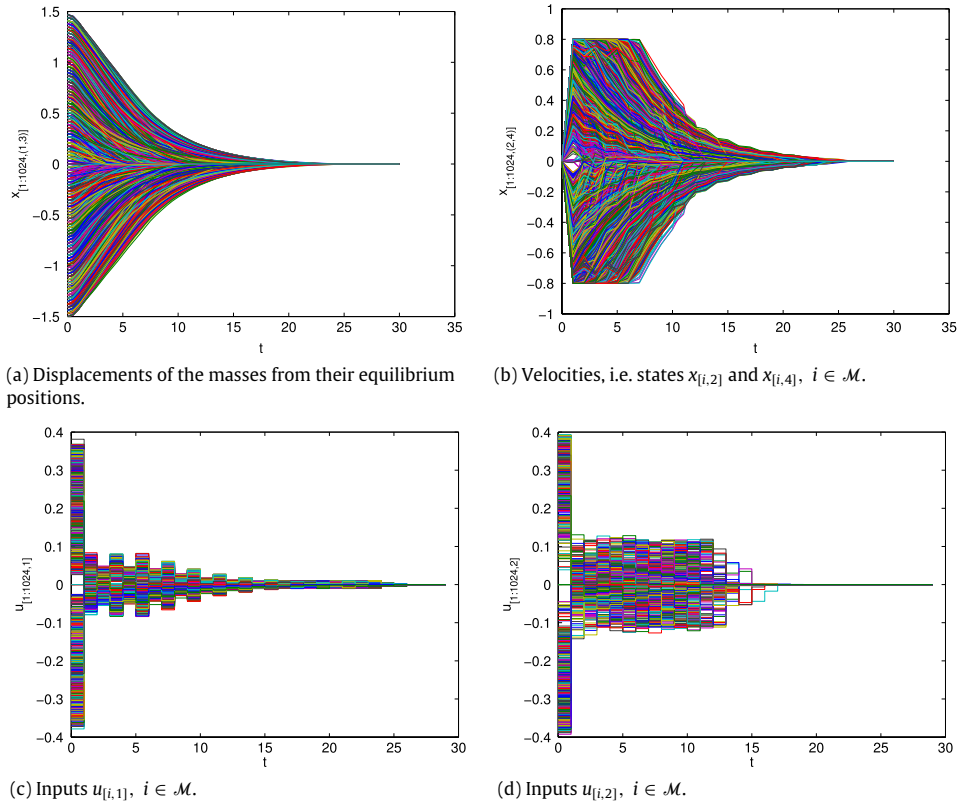 1.5
1
0.5
0
−0.5
−1
−1.5
0 5 10 15 20 25 30 35
x[1:1024,(1,3)]
t
1
0.8
0.6
0.4
0.2
0
−0.2
−0.4
−0.6
−0.8
−1
0 5 10 15 20 25 30 35
x[1:1024,(2,4)]
t
(a) Displacements of the masses from their equilibrium
positions.
(b) Velocities, i.e. states x[i,2] and x[i,4], i ∈ ℳ.
0.4
0.3
0.2
0.1
0
−0.1
−0.2
−0.3
−0.4
0 5 10 15 20 25 30
u[1:1024,1]
t
0.4
0.3
0.2
0.1
0
−0.1
−0.2
−0.3
−0.4
0 5 10 15 20 25 30
u[1:1024,2]
t
(c) Inputs u[i,1], i ∈ ℳ.
(d) Inputs u[i,2], i ∈ ℳ.